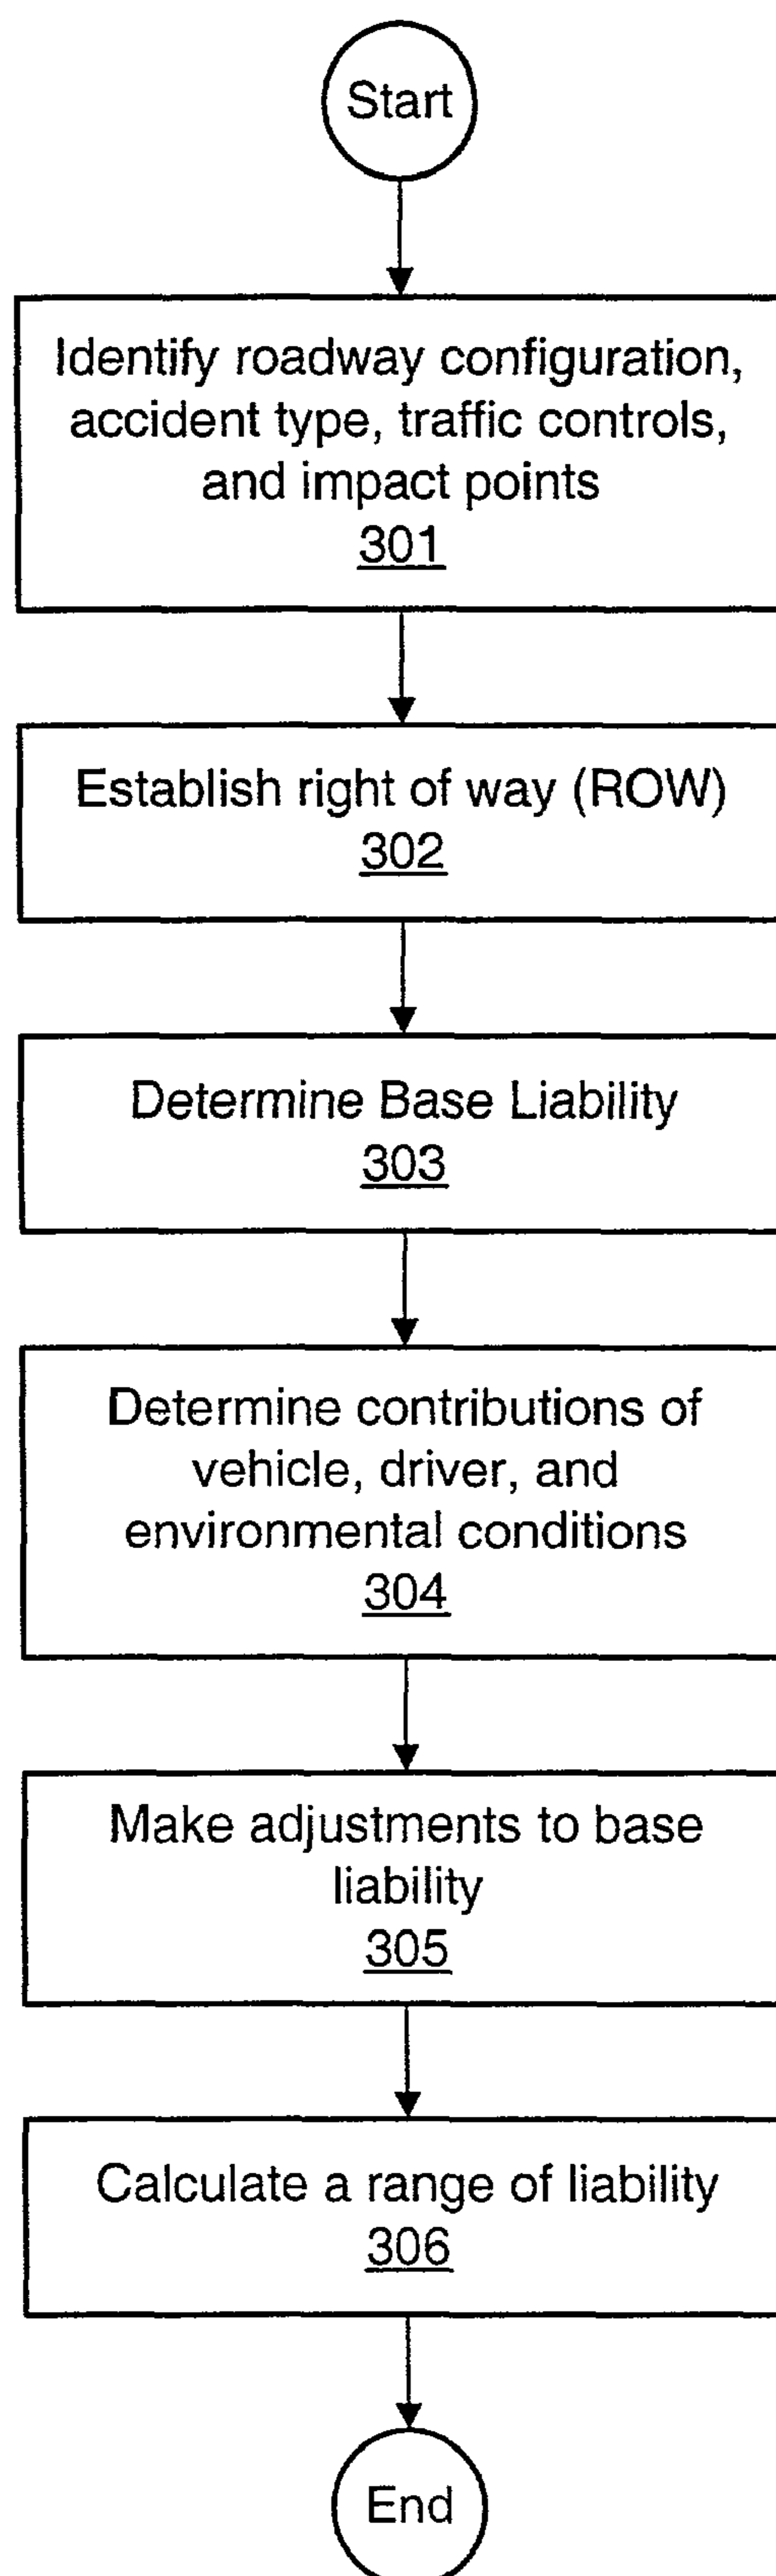 Start
Identify roadway configuration,
accident type, traffic controls,
and impact points
301
Establish right of way (ROW)
302
Determine Base Liability
303
Determine contributions of
vehicle, driver, and
environmental conditions
304
Make adjustments to base
liability
305
Calculate a range of liability
306
End